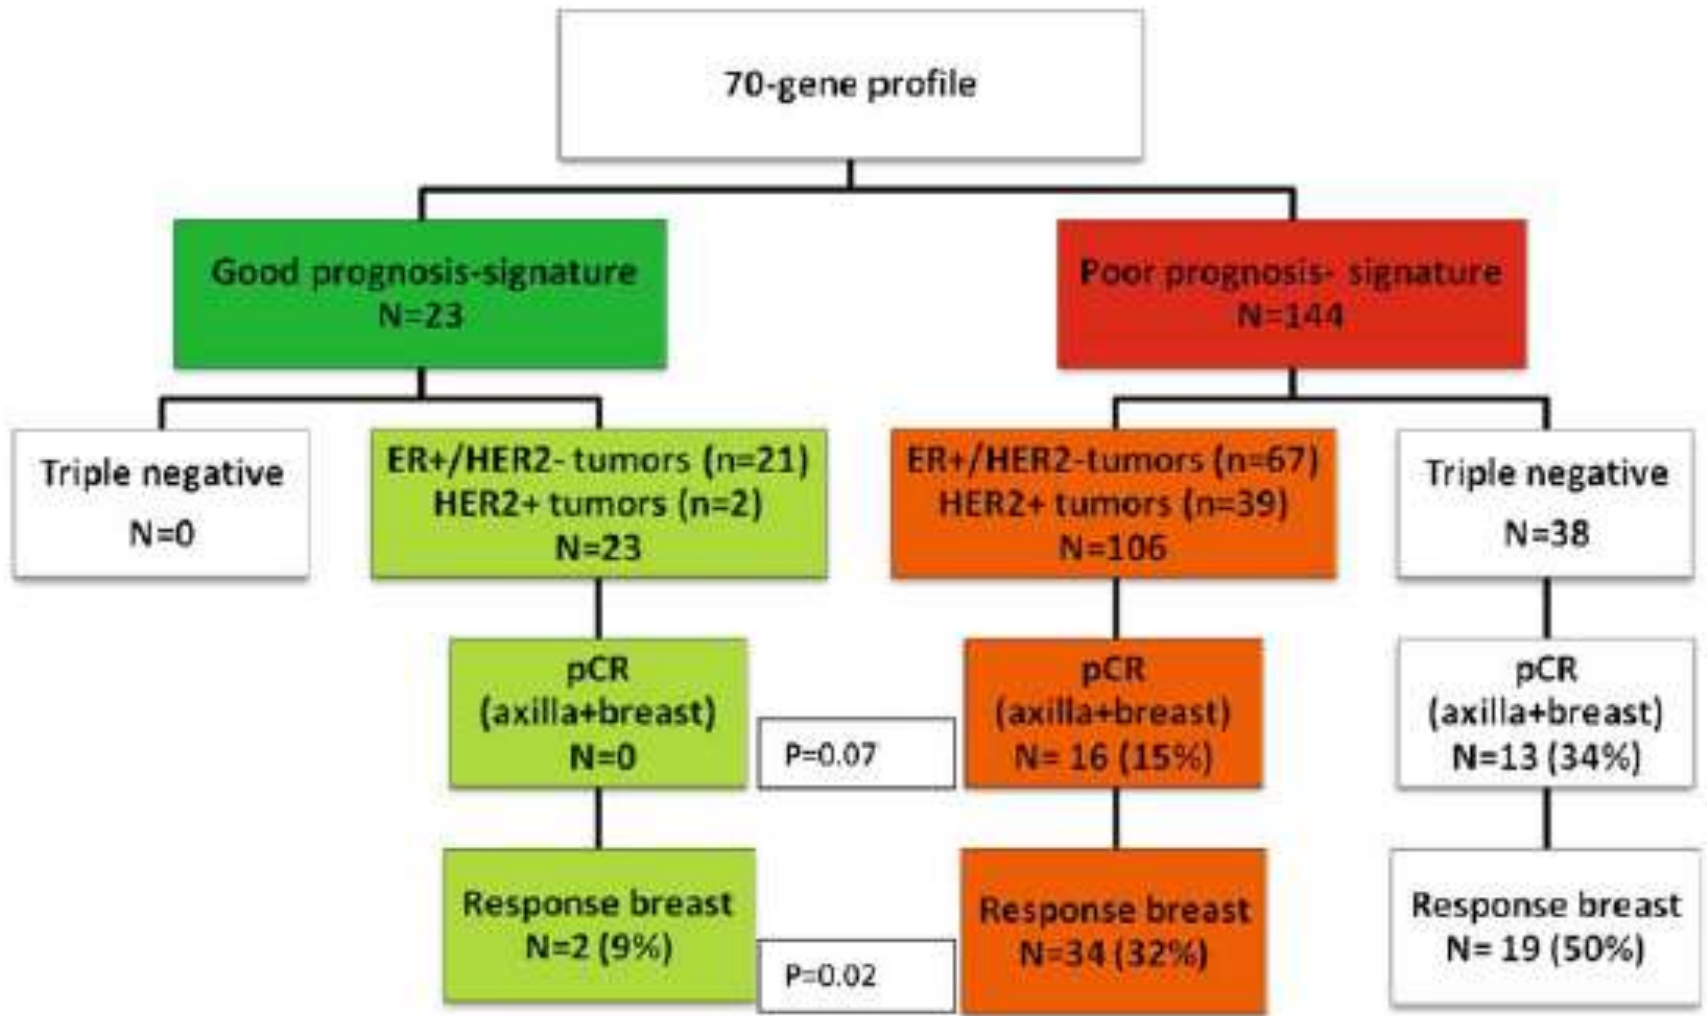 70-gene profile
Good prognosis-signature
N=23
Poor prognosis- signature
N=144
Triple negative
N=0
ER+/HER2- tumors (n=21)
HER2+ tumors (n=2)
N=23
ER+/HER2-tumors (n=67)
HER2+ tumors (n=39)
N=106
Triple negative
N=38
pCR
(axilla+breast)
N=0
P=0.07
pCR
(axilla+breast)
N= 16 (15%)
pCR
(axilla+breast)
N=13 (34%)
Response breast
N=2 (9%)
P=0.02
Response breast
N=34 (32%)
Response breast
N= 19 (50%)